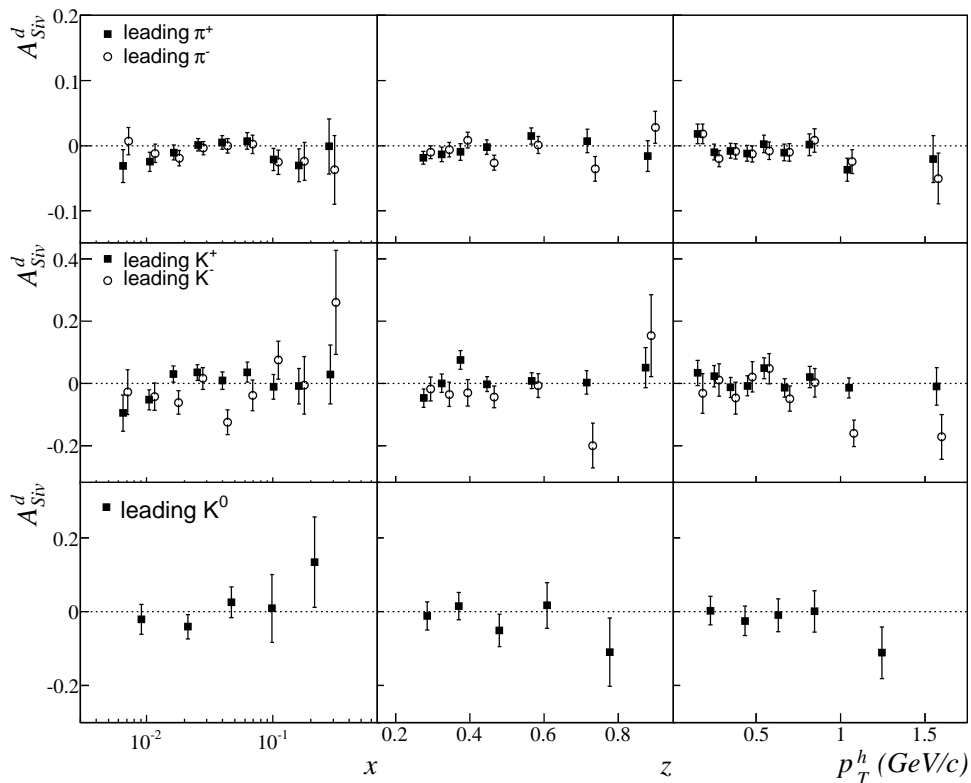 A^d_Siv
0.2
0.1
0
-0.1
leading π⁺
leading π⁻
A^d_Siv
0.4
0.2
0
-0.2
leading K⁺
leading K⁻
A^d_Siv
0.2
0
-0.2
leading K⁰
10⁻² 10⁻¹ 0.2 0.4 0.6 0.8 0.5 1 1.5
x z p_T^h (GeV/c)